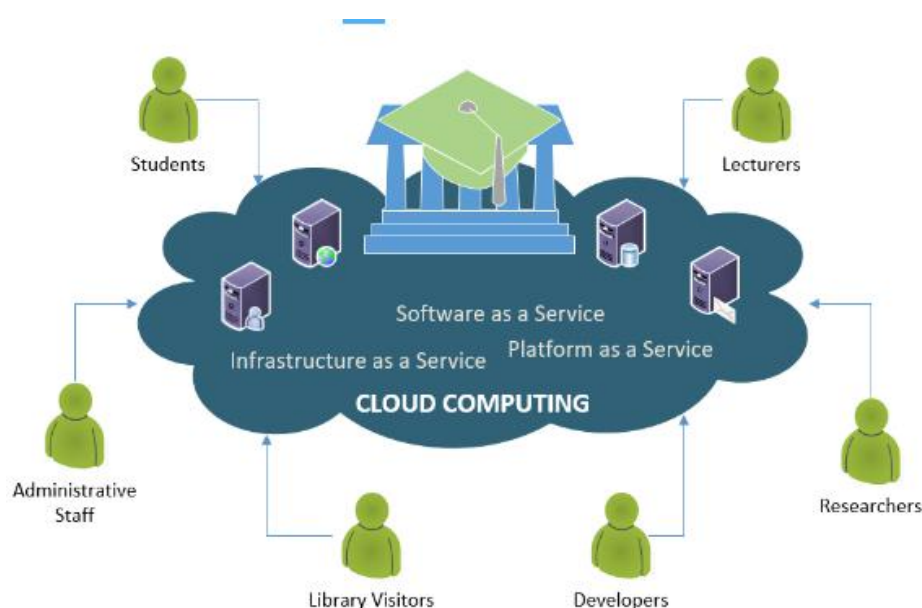 Students
Lecturers
Software as a Service
Infrastructure as a Service
Platform as a Service
CLOUD COMPUTING
Administrative
Staff
Researchers
Library Visitors
Developers